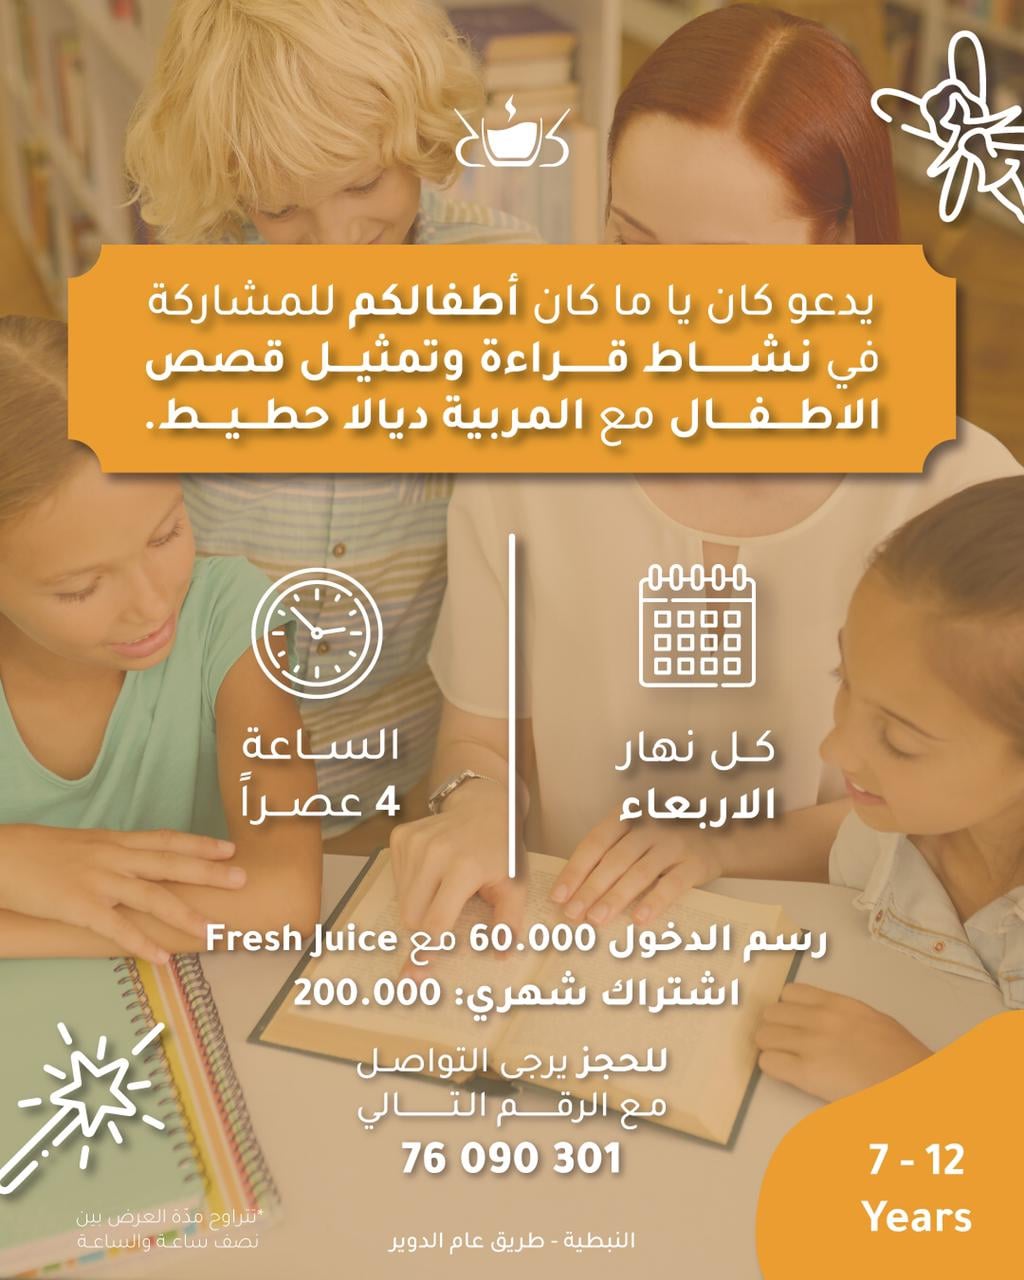 يدعو كان يا ما كان أطفالكم للمشاركة
في نشاط قراءة وتمثيل قصص
الاطفال مع المربية ديالا حطيط.
كل نهار
الاربعاء
الساعة
4 عصراً
رسم الدخول 60.000 مع Fresh Juice
اشتراك شهري: 200.000
للحجز يرجى التواصل
مع الرقم التالي
76 090 301
7 - 12
Years
*تتراوح مدّة العرض بين
نصف ساعة والساعة
النبطية - طريق عام الدوير